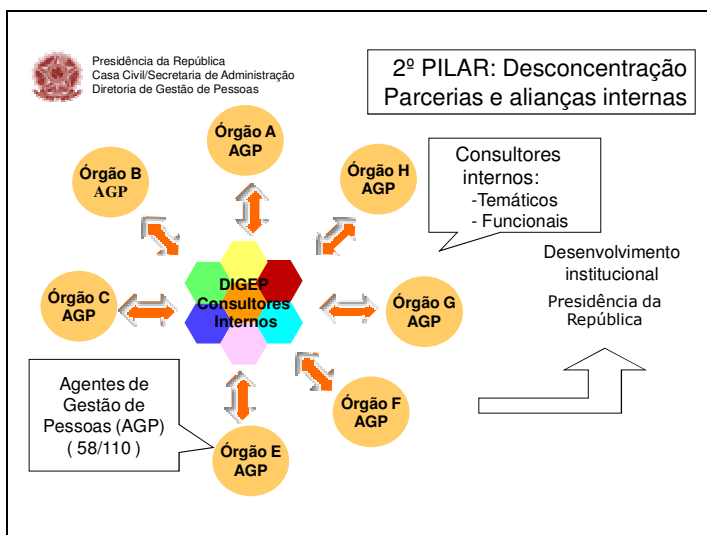 Presidência da República
Casa Civil/Secretaria de Administração
Diretoria de Gestão de Pessoas
2º PILAR: Desconcentração
Parcerias e alianças internas
Órgão A
AGP
Órgão B
AGP
Órgão H
AGP
Consultores
internos:
-Temáticos
- Funcionais
Desenvolvimento
institucional
Presidência da
República
DIGEP
Consultores
Internos
Órgão C
AGP
Órgão G
AGP
Agentes de
Gestão de
Pessoas (AGP)
( 58/110 )
Órgão F
AGP
Órgão E
AGP